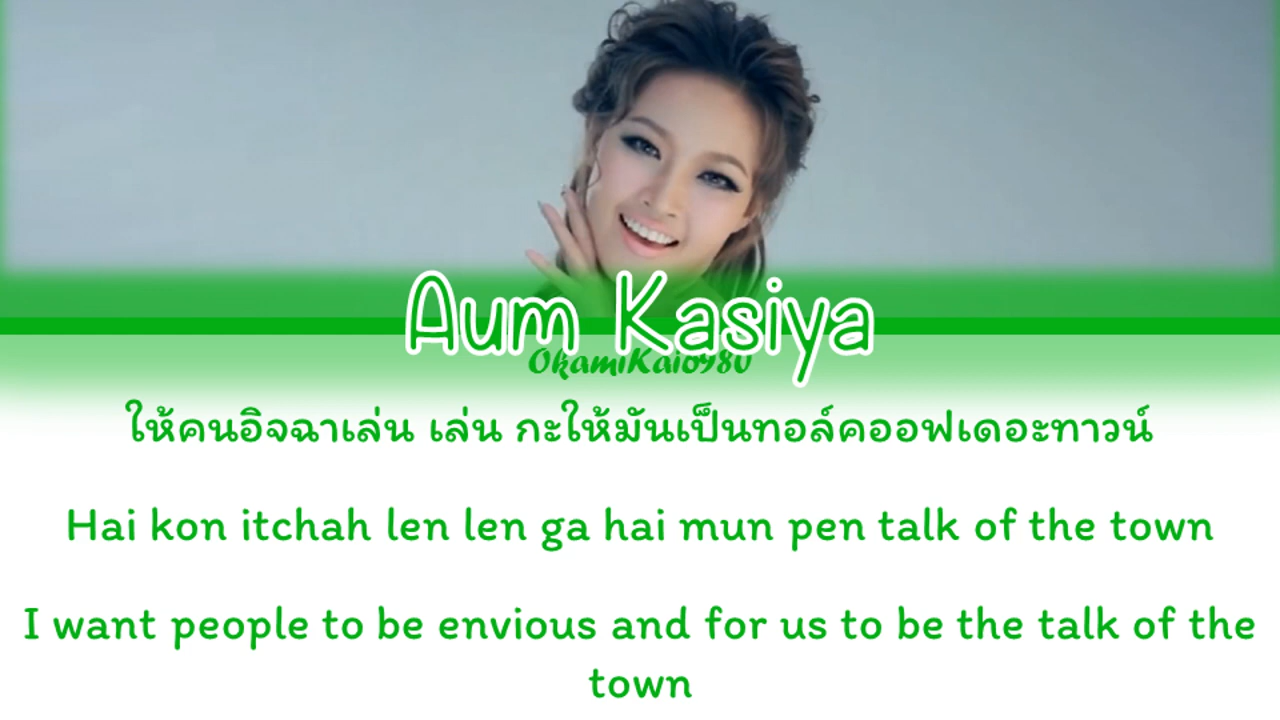 Aum Kasiya
OkamiKaio980
ให้คนอิจฉาเล่น เล่น กะให้มันเป็นทอล์คออฟเดอะทาวน์
Hai kon itchah len len ga hai mun pen talk of the town
I want people to be envious and for us to be the talk of the
town